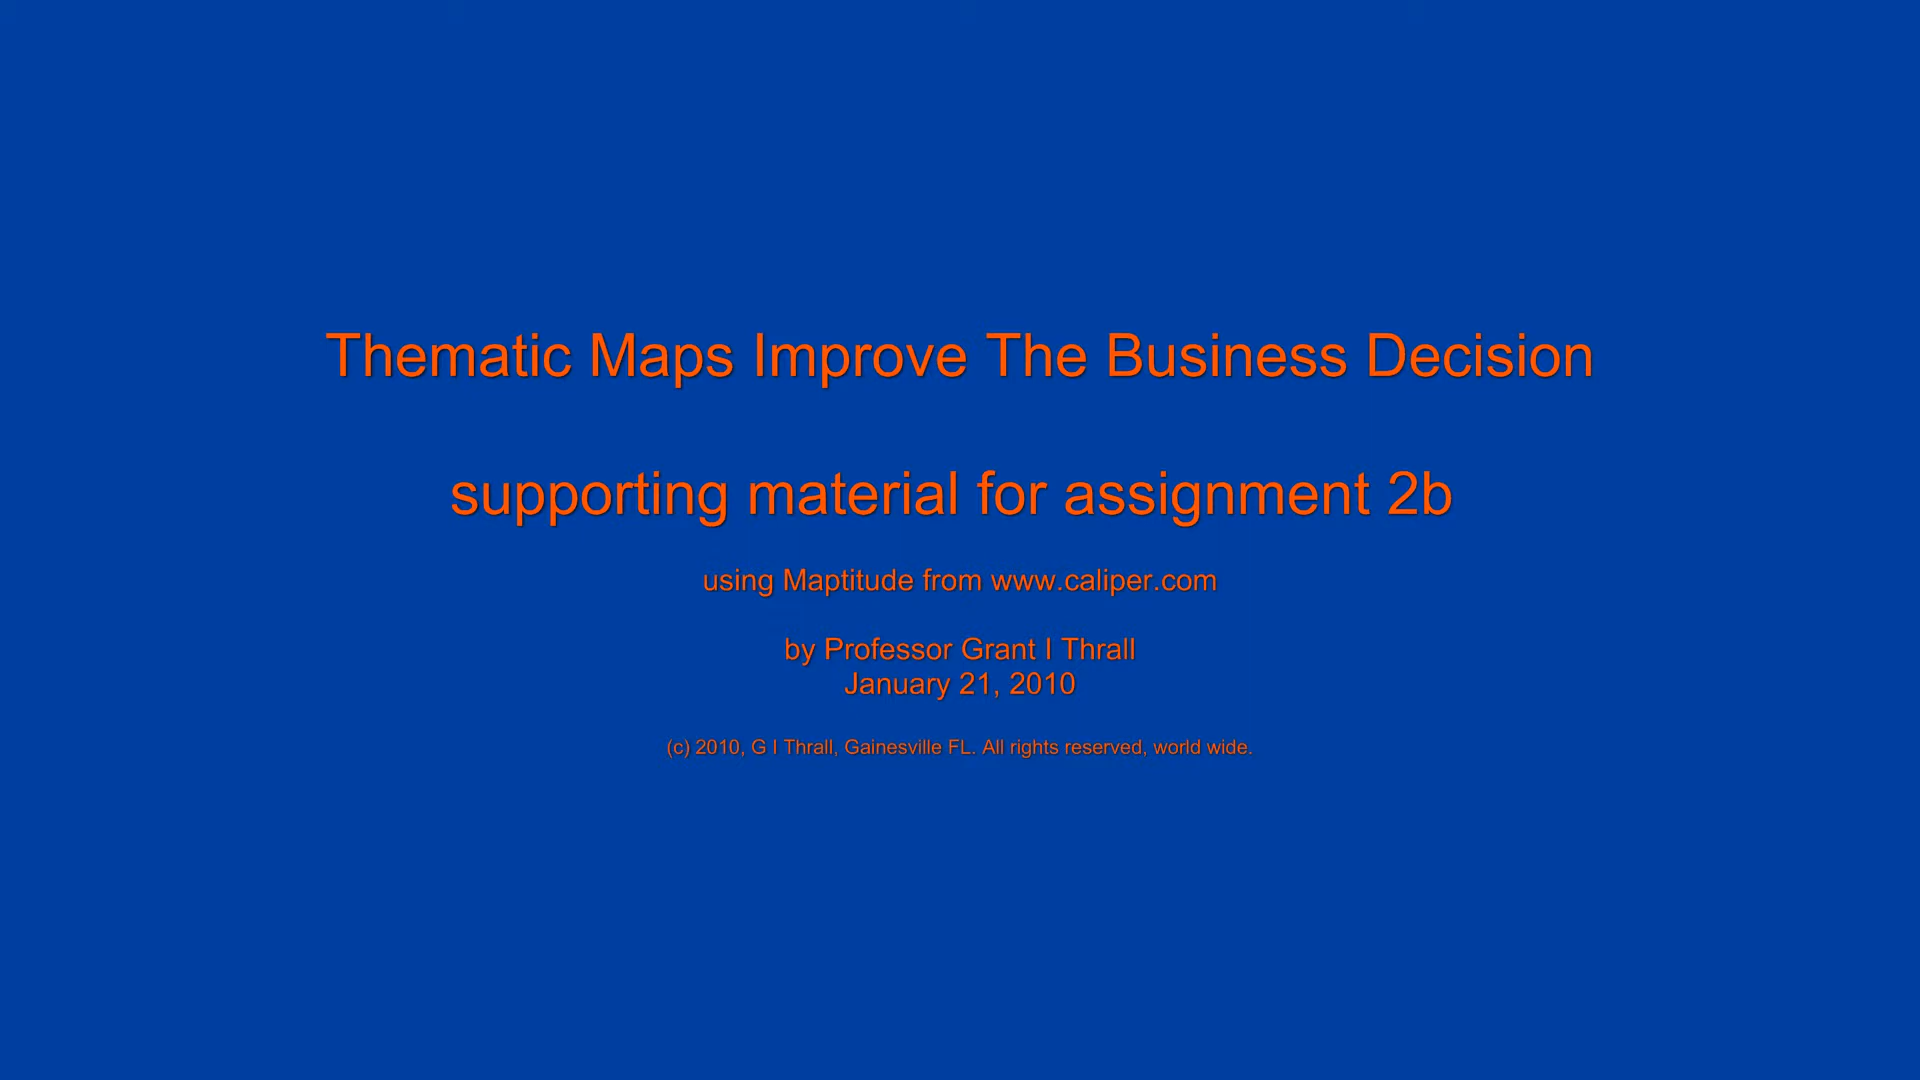 Thematic Maps Improve The Business Decision
supporting material for assignment 2b
using Maptitude from www.caliper.com
by Professor Grant I Thrall
January 21, 2010
(c) 2010, G I Thrall, Gainesville FL. All rights reserved, world wide.